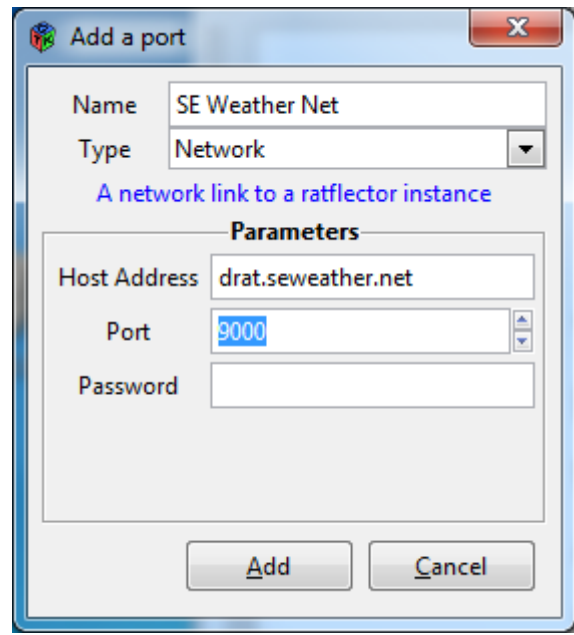 Add a port
Name SE Weather Net
Type Network
A network link to a ratflector instance
Parameters
Host Address drat.seweather.net
Port 9000
Password
Add Cancel